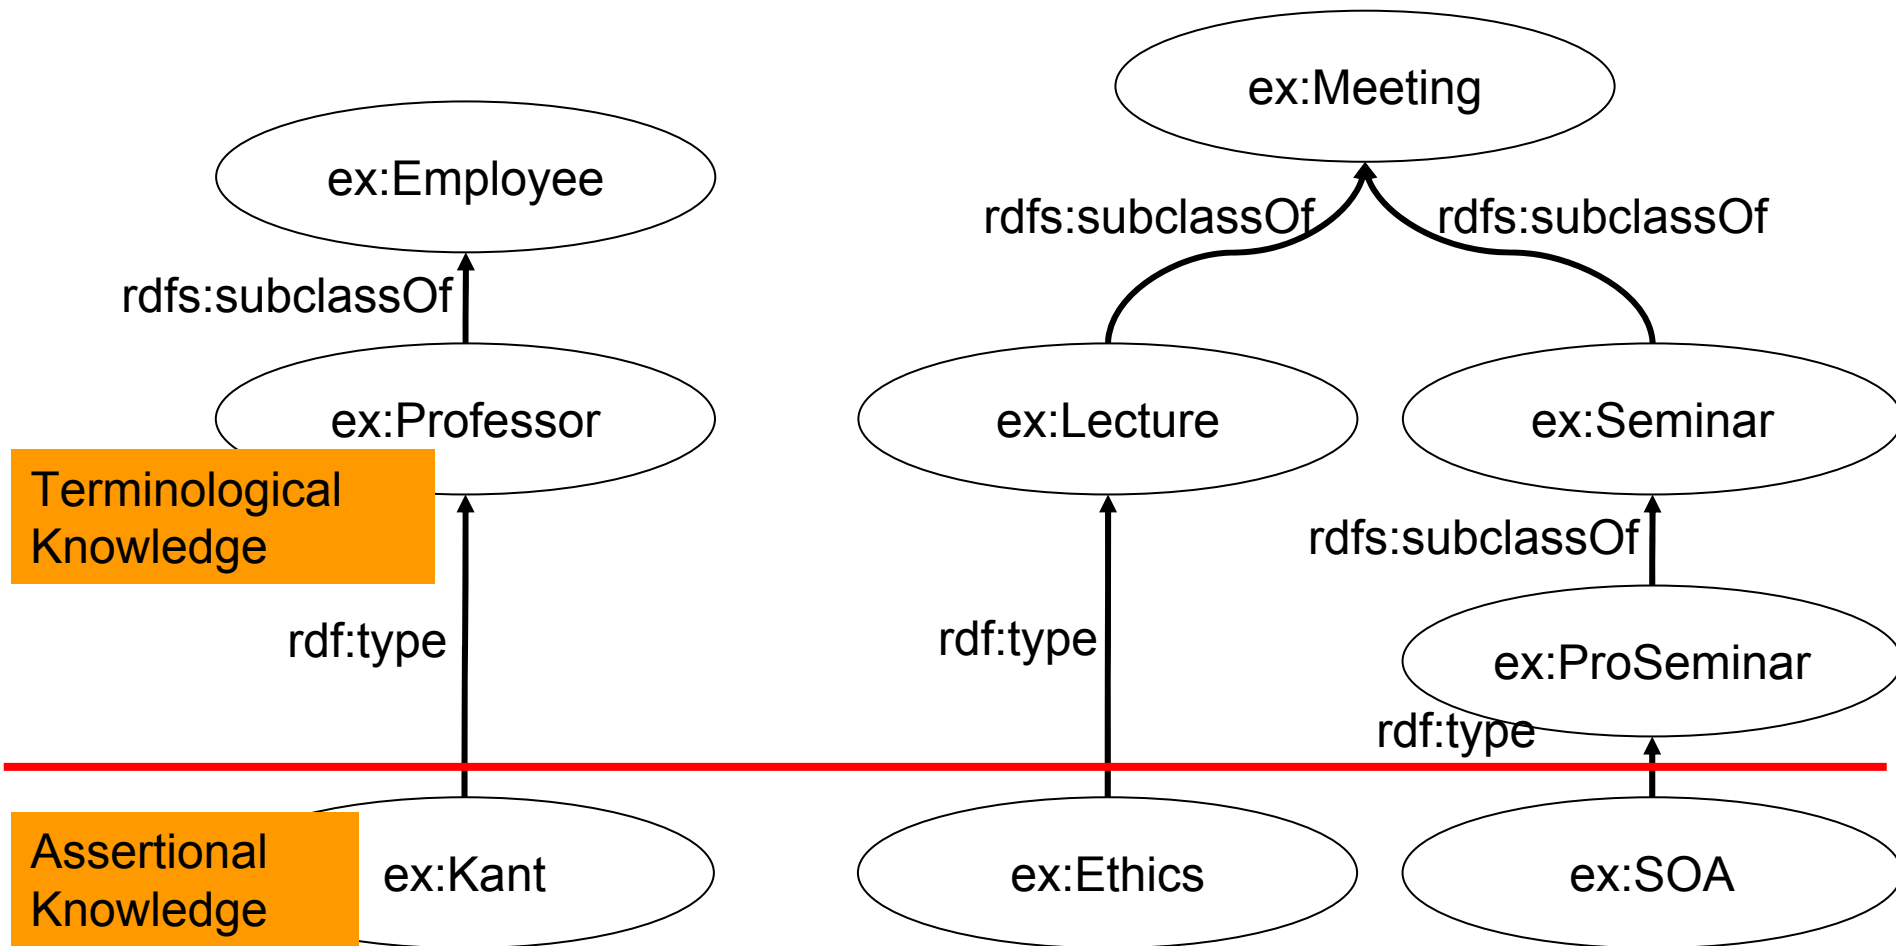 ex:Meeting
ex:Employee
rdfs:subclassOf
rdfs:subclassOf
rdfs:subclassOf
ex:Professor
ex:Lecture
ex:Seminar
Terminological
Knowledge
rdfs:subclassOf
rdf:type
rdf:type
ex:ProSeminar
rdf:type
Assertional
Knowledge
ex:Kant
ex:Ethics
ex:SOA